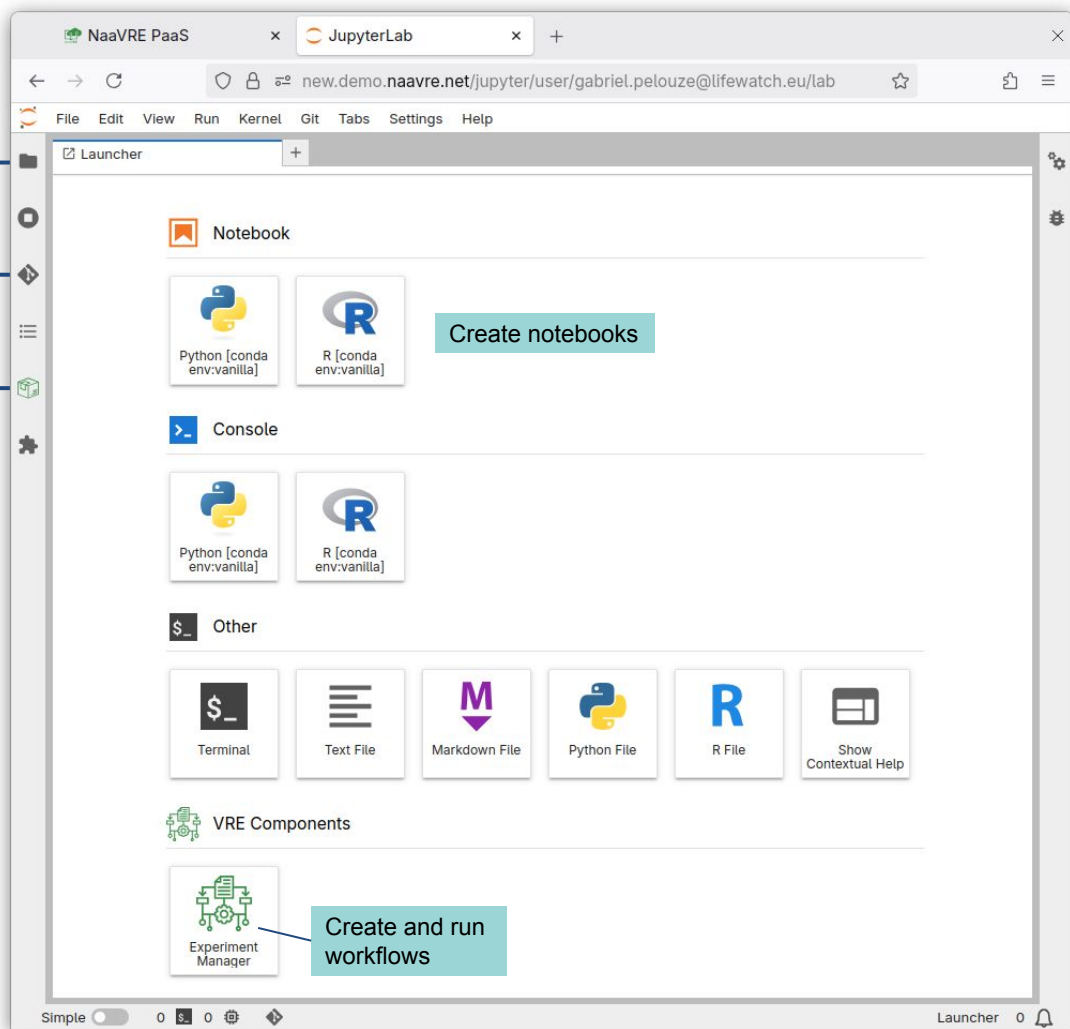 NaaVRE PaaS
JupyterLab
new.demo.naavre.net/jupyter/user/gabriel.pelouze@lifewatch.eu/lab
File Edit View Run Kernel Git Tabs Settings Help
Launcher
Notebook
Python [conda
env:vanilla]
R [conda
env:vanilla]
Create notebooks
Console
Python [conda
env:vanilla]
R [conda
env:vanilla]
$_ Other
$_
Terminal
Text File
M
Markdown File
Python File
R
R File
Show
Contextual Help
VRE Components
Experiment
Manager
Create and run
workflows
Simple 0 $_ 0 Launcher 0